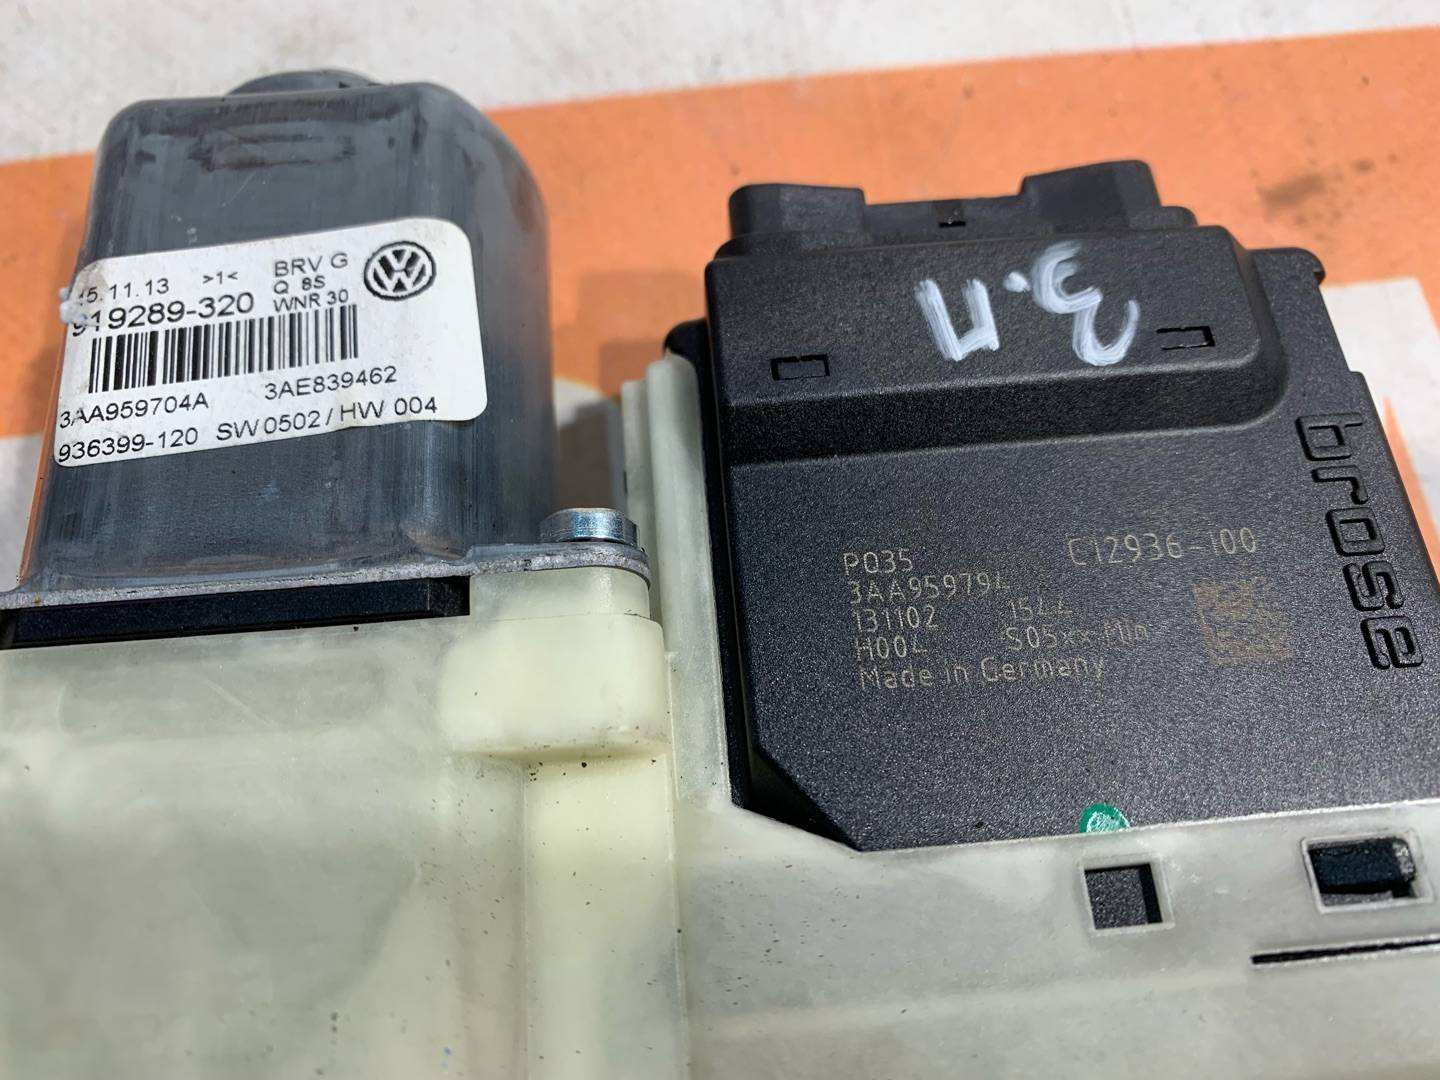 15.11.13 >1< BRV G
Q 8S
919289-320 WNR 30
3AA959704A 3AE839462
936399-120 SW0502 / HW 004
З.П
brose
PQ35 C12936-100
3AA959794
131102 1544
H004 S05xx Min
Made in Germany